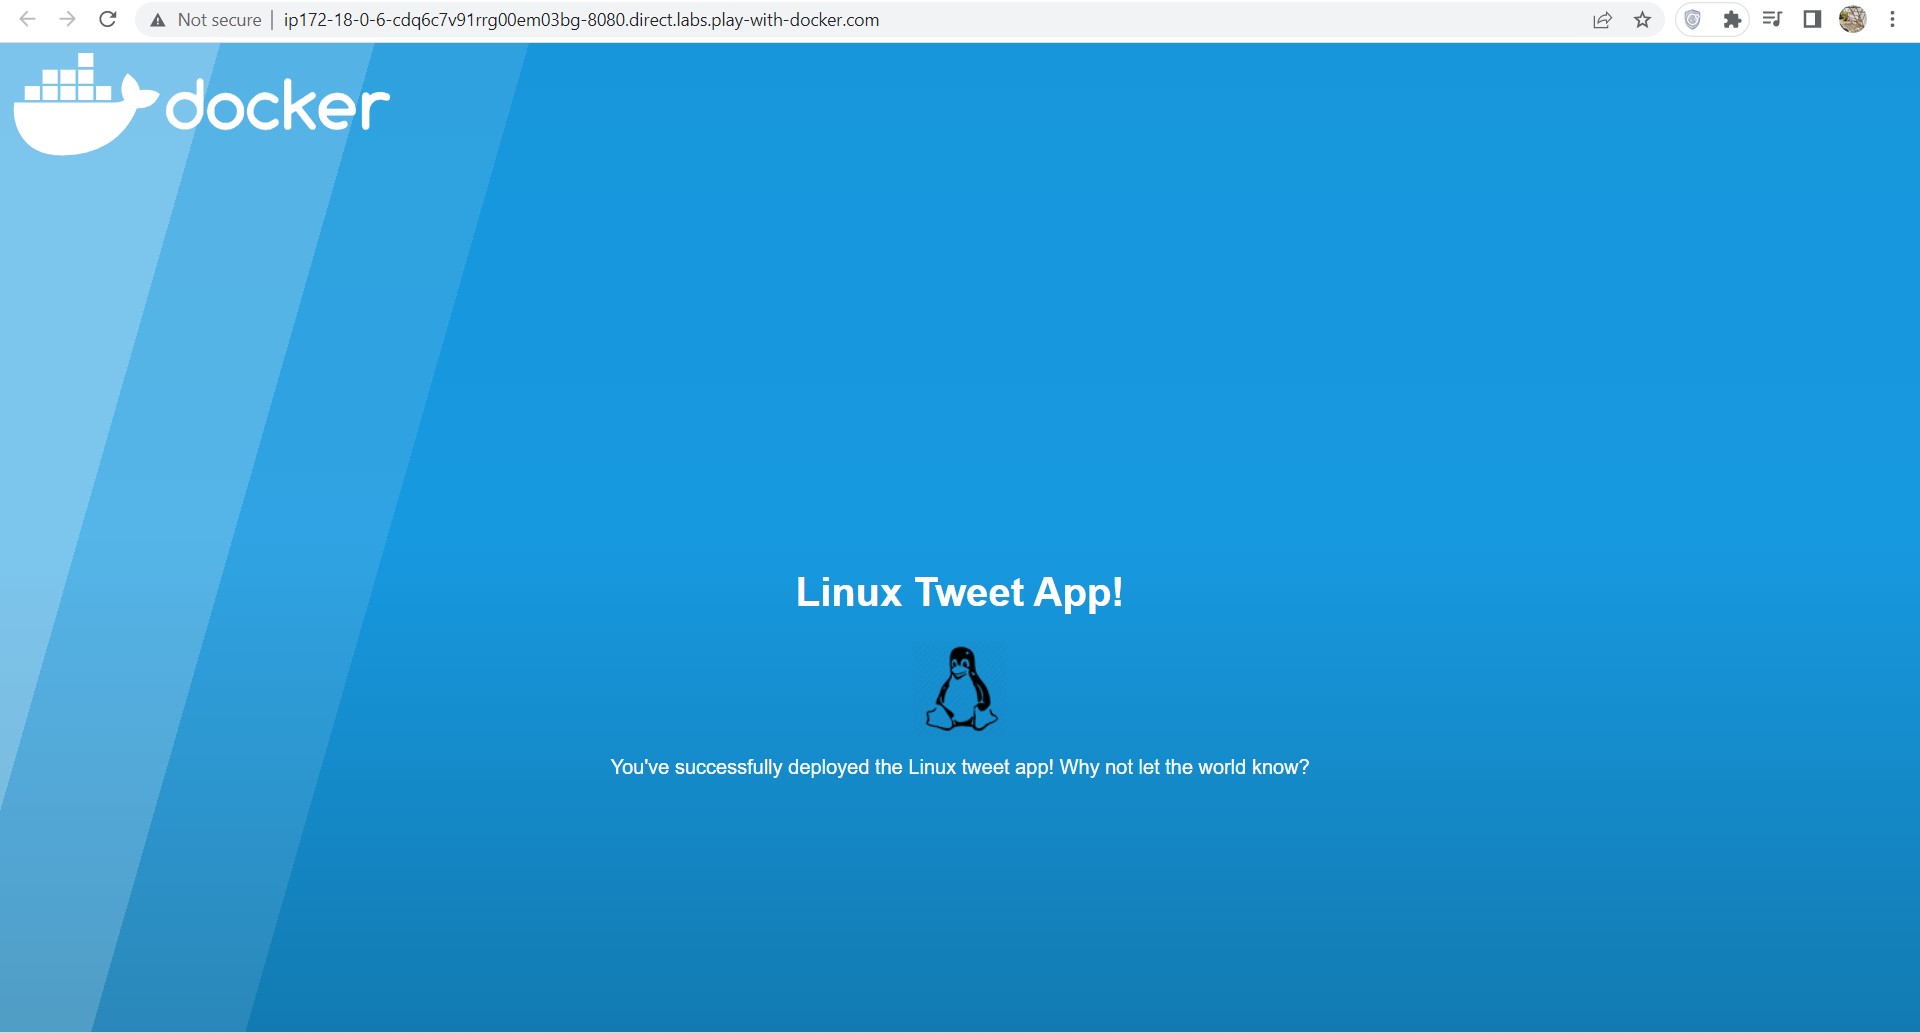 Not secure
ip172-18-0-6-cdq6c7v91rrg00em03bg-8080.direct.labs.play-with-docker.com
docker
Linux Tweet App!
You've successfully deployed the Linux tweet app! Why not let the world know?